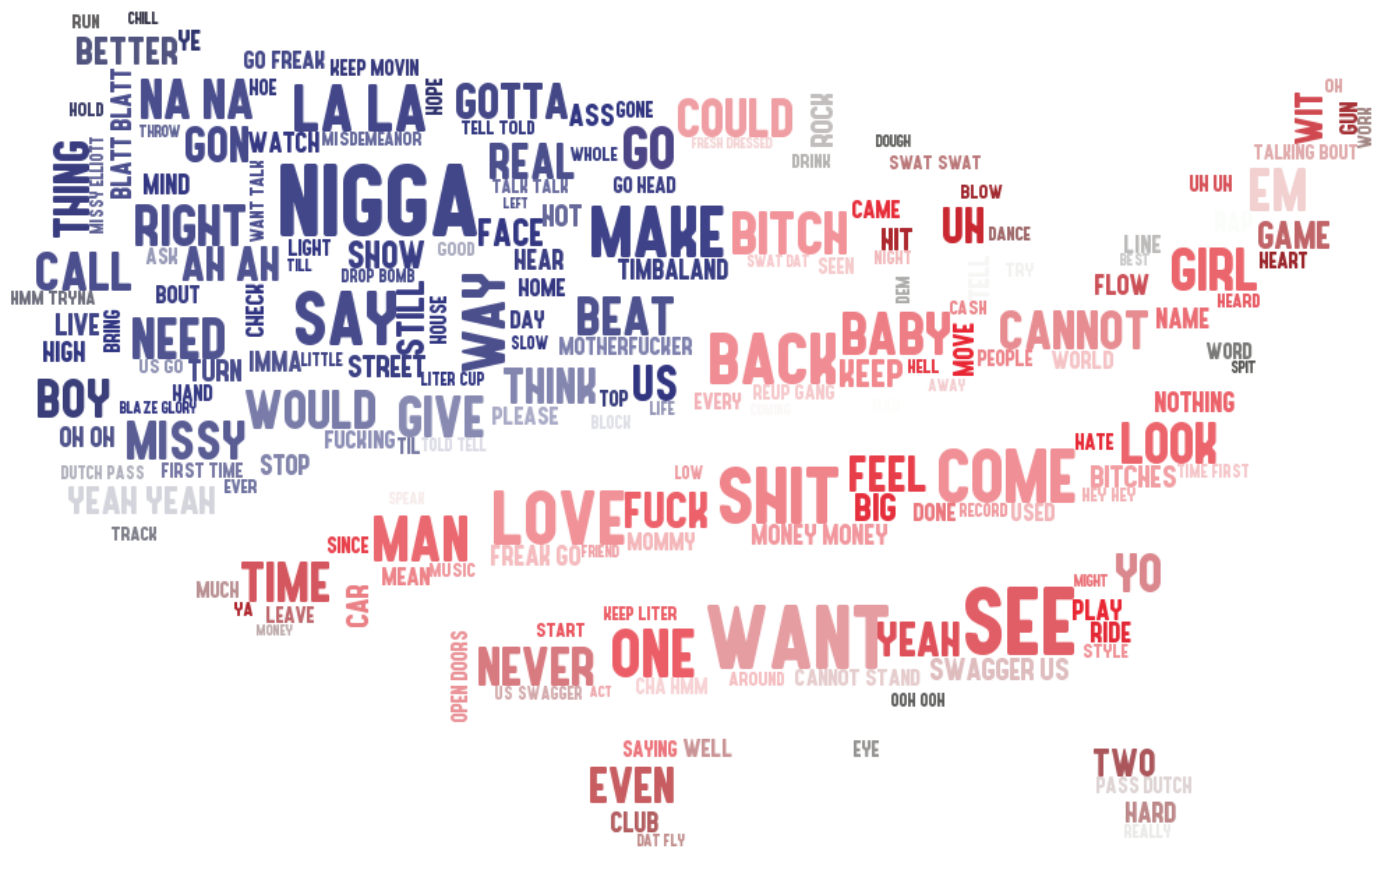 RUN
CHILL
BETTER
YE
GO FREAK
KEEP MOVIN
HOE
NA NA
LA LA
HOPE
GOTTA
ASS
GONE
COULD
ROCK
OH
WIT
GUN
WORK
HOLD
BLATT BLATT
THROW
GON
WATCH
MISDEMEANOR
TELL TOLD
FRESH DRESSED
DRINK
DOUGH
SWAT SWAT
TALKING BOUT
THING
MISSY ELLIOTT
MIND
WANT TALK
NIGGA
REAL
WHOLE
GO
TALK TALK
GO HEAD
LEFT
BLOW
UH UH
EM
RIGHT
HOT
MAKE
BITCH
CAME
UH
DANCE
HIT
GAME
FACE
LIGHT
SHOW
GOOD
HEAR
TIMBALAND
SWAT DAT
SEEN
NIGHT
LINE
BEST
HEART
CALL
ASK
AH AH
TILL
DROP BOMB
TELL
TRY
GIRL
FLOW
HMM TRYNA
BOUT
CHECK
SAY
STILL
HOUSE
WAY
HOME
DEM
CASH
HEARD
LIVE
BRING
NEED
DAY
SLOW
BEAT
MOTHERFUCKER
BABY
MOVE
CANNOT
NAME
HIGH
US GO
TURN
IMMA
LITTLE
STREET
LITER CUP
BACK
KEEP
HELL
PEOPLE
WORLD
WORD
SPIT
BOY
HAND
BLAZE GLORY
WOULD
GIVE
THINK
TOP
US
LIFE
EVERY
REUP GANG
AWAY
NOTHING
OH OH
MISSY
FUCKING
TIL
TOLD TELL
PLEASE
BLOCK
HATE
LOOK
DUTCH PASS
FIRST TIME
STOP
EVER
LOW
SHIT
FEEL
COME
BITCHES
TIME FIRST
YEAH YEAH
SPEAK
LOVE
FUCK
BIG
DONE
RECORD
USED
HEY HEY
TRACK
SINCE
MAN
MONEY MONEY
FREAK GO
FRIEND
MOMMY
MEAN
MUSIC
MUCH
TIME
YA
LEAVE
MONEY
CAR
MIGHT
YO
KEEP LITER
WANT
YEAH
SEE
PLAY
RIDE
STYLE
START
ONE
OPEN DOORS
NEVER
US SWAGGER
ACT
CHA HMM
AROUND
CANNOT STAND
SWAGGER US
OOH OOH
SAYING
WELL
EYE
TWO
EVEN
PASS DUTCH
CLUB
HARD
DAT FLY
REALLY